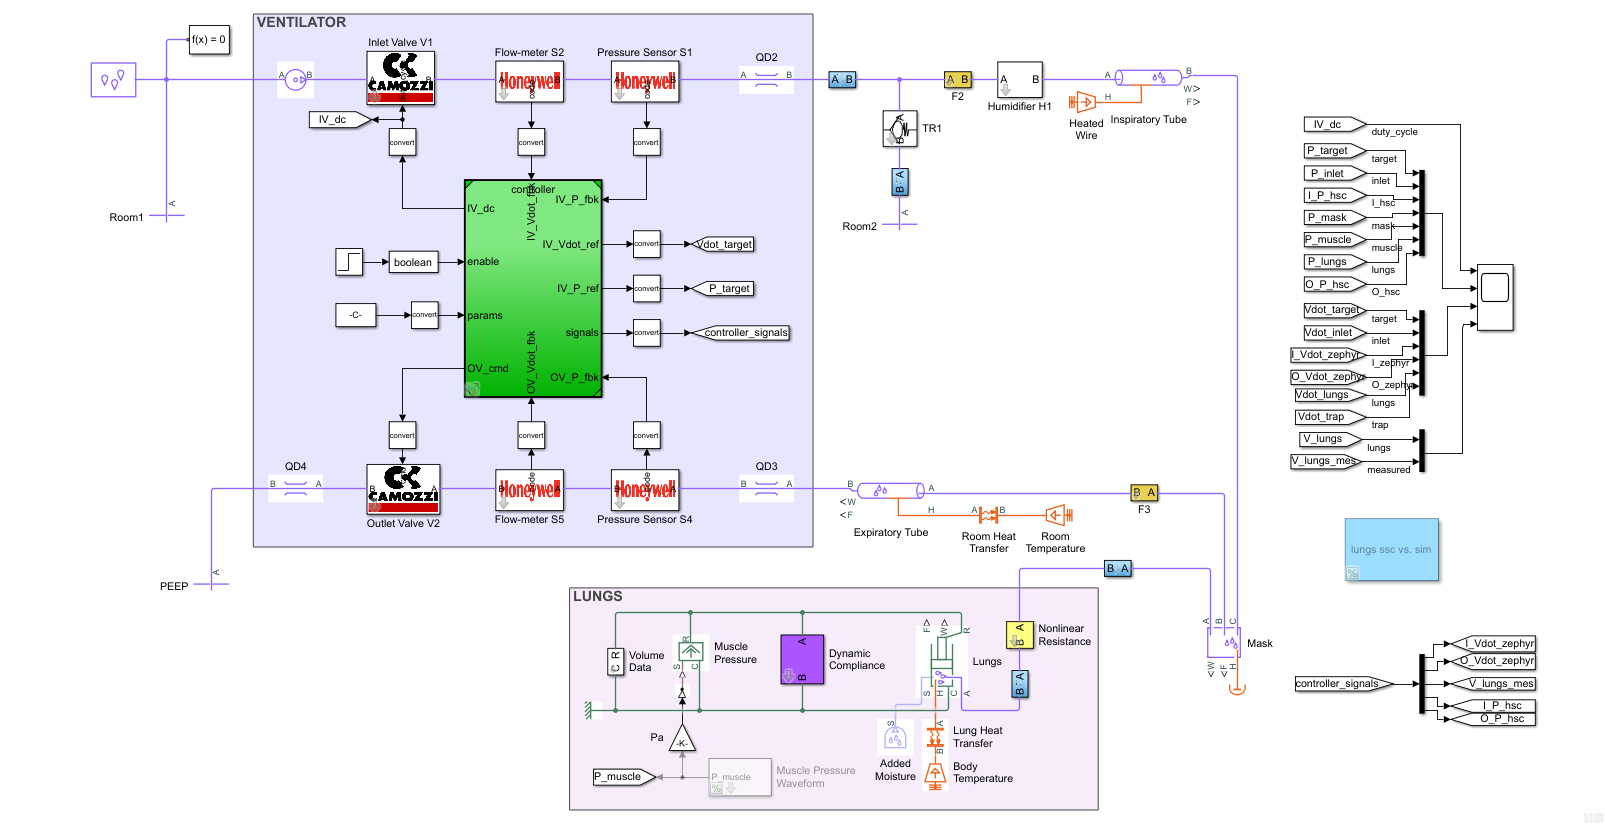 VENTILATOR
f(x) = 0
Inlet Valve V1
Flow-meter S2
Pressure Sensor S1
QD2
A B
A B
CAMOZZI
A Honeywell B
A Honeywell B
A B
A B
A B
F2
A B
Humidifier H1
A B
W>
F>
H
Heated
Wire
Inspiratory Tube
IV_dc
convert
convert
convert
A
B
TR1
B A
A
Room2
A
Room1
controller
IV_Vdot_fbk
IV_P_fbk
IV_dc
IV_Vdot_ref
convert
Vdot_target
boolean
enable
IV_P_ref
convert
P_target
-C-
convert
params
signals
convert
controller_signals
OV_Vdot_fbk
OV_cmd
OV_P_fbk
convert
convert
convert
QD4
B A
CAMOZZI
B A
Outlet Valve V2
B Honeywell A
Flow-meter S5
B Honeywell A
Pressure Sensor S4
QD3
B A
A
PEEP
B A
<W
<F
H
Expiratory Tube
A B
Room Heat
Transfer
Room
Temperature
B A
F3
B A
IV_dc
duty_cycle
P_target
target
P_inlet
inlet
I_P_hsc
I_hsc
P_mask
mask
P_muscle
muscle
P_lungs
lungs
O_P_hsc
O_hsc
Vdot_target
target
Vdot_inlet
inlet
I_Vdot_zephyr
I_zephyr
O_Vdot_zephyr
O_zephyr
Vdot_lungs
lungs
Vdot_trap
trap
V_lungs
lungs
V_lungs_mes
measured
lungs ssc vs. sim
A B C
Mask
<W <F H
LUNGS
C R
Volume
Data
R
S C
Muscle
Pressure
A
B
Dynamic
Compliance
F> W> R
Lungs
S H C A
B A
Nonlinear
Resistance
B A
Pa
-K-
S
Added
Moisture
A
B
Lung Heat
Transfer
Body
Temperature
P_muscle
P_muscle
Muscle Pressure
Waveform
controller_signals
I_Vdot_zephyr
O_Vdot_zephyr
V_lungs_mes
I_P_hsc
O_P_hsc